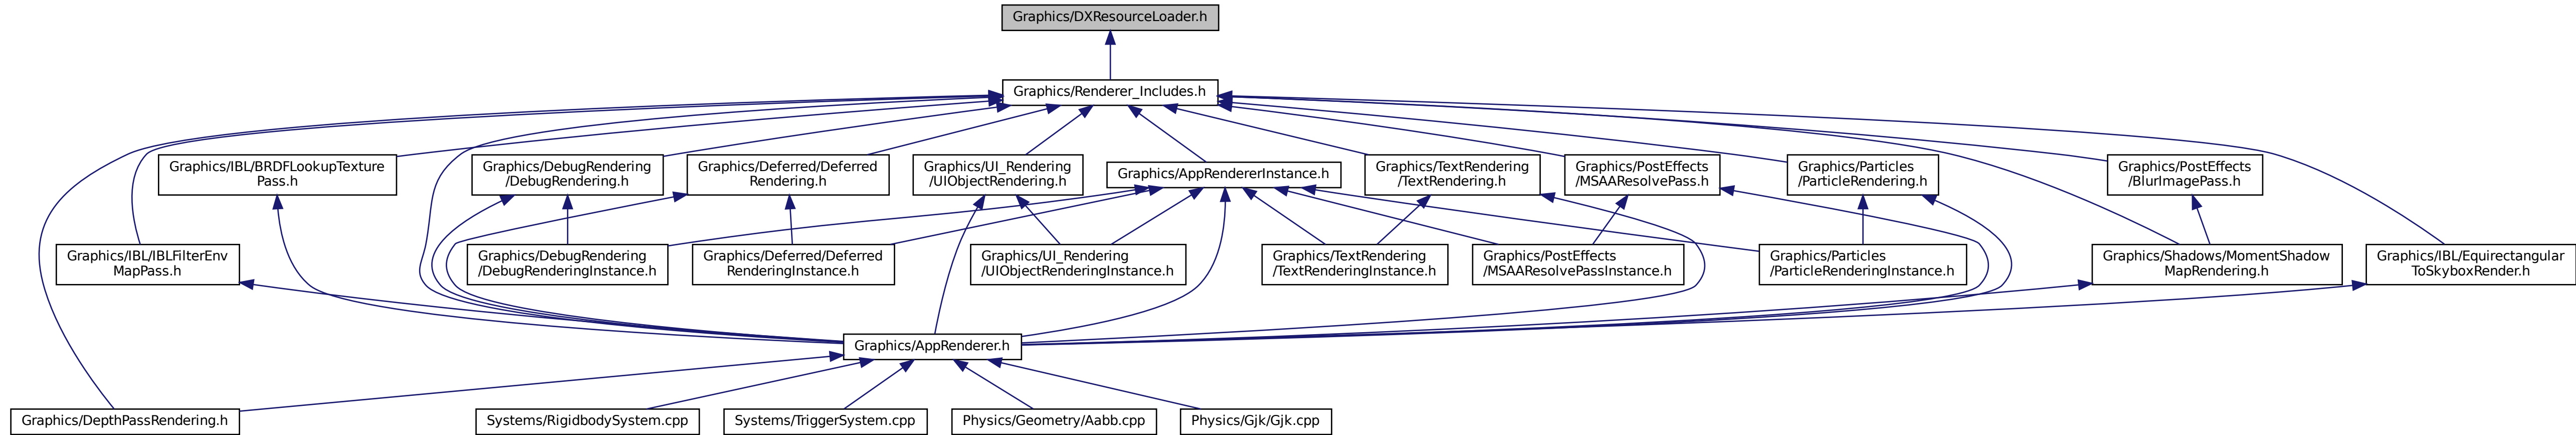 Graphics/DXResourceLoader.h
Graphics/Renderer_Includes.h
Graphics/IBL/BRDFLookupTexture
Pass.h
Graphics/DebugRendering
/DebugRendering.h
Graphics/Deferred/Deferred
Rendering.h
Graphics/UI_Rendering
/UIObjectRendering.h
Graphics/AppRendererInstance.h
Graphics/TextRendering
/TextRendering.h
Graphics/PostEffects
/MSAAResolvePass.h
Graphics/Particles
/ParticleRendering.h
Graphics/PostEffects
/BlurImagePass.h
Graphics/IBL/IBLFilterEnv
MapPass.h
Graphics/DebugRendering
/DebugRenderingInstance.h
Graphics/Deferred/Deferred
RenderingInstance.h
Graphics/UI_Rendering
/UIObjectRenderingInstance.h
Graphics/TextRendering
/TextRenderingInstance.h
Graphics/PostEffects
/MSAAResolvePassInstance.h
Graphics/Particles
/ParticleRenderingInstance.h
Graphics/Shadows/MomentShadow
MapRendering.h
Graphics/IBL/Equirectangular
ToSkyboxRender.h
Graphics/AppRenderer.h
Graphics/DepthPassRendering.h
Systems/RigidbodySystem.cpp
Systems/TriggerSystem.cpp
Physics/Geometry/Aabb.cpp
Physics/Gjk/Gjk.cpp